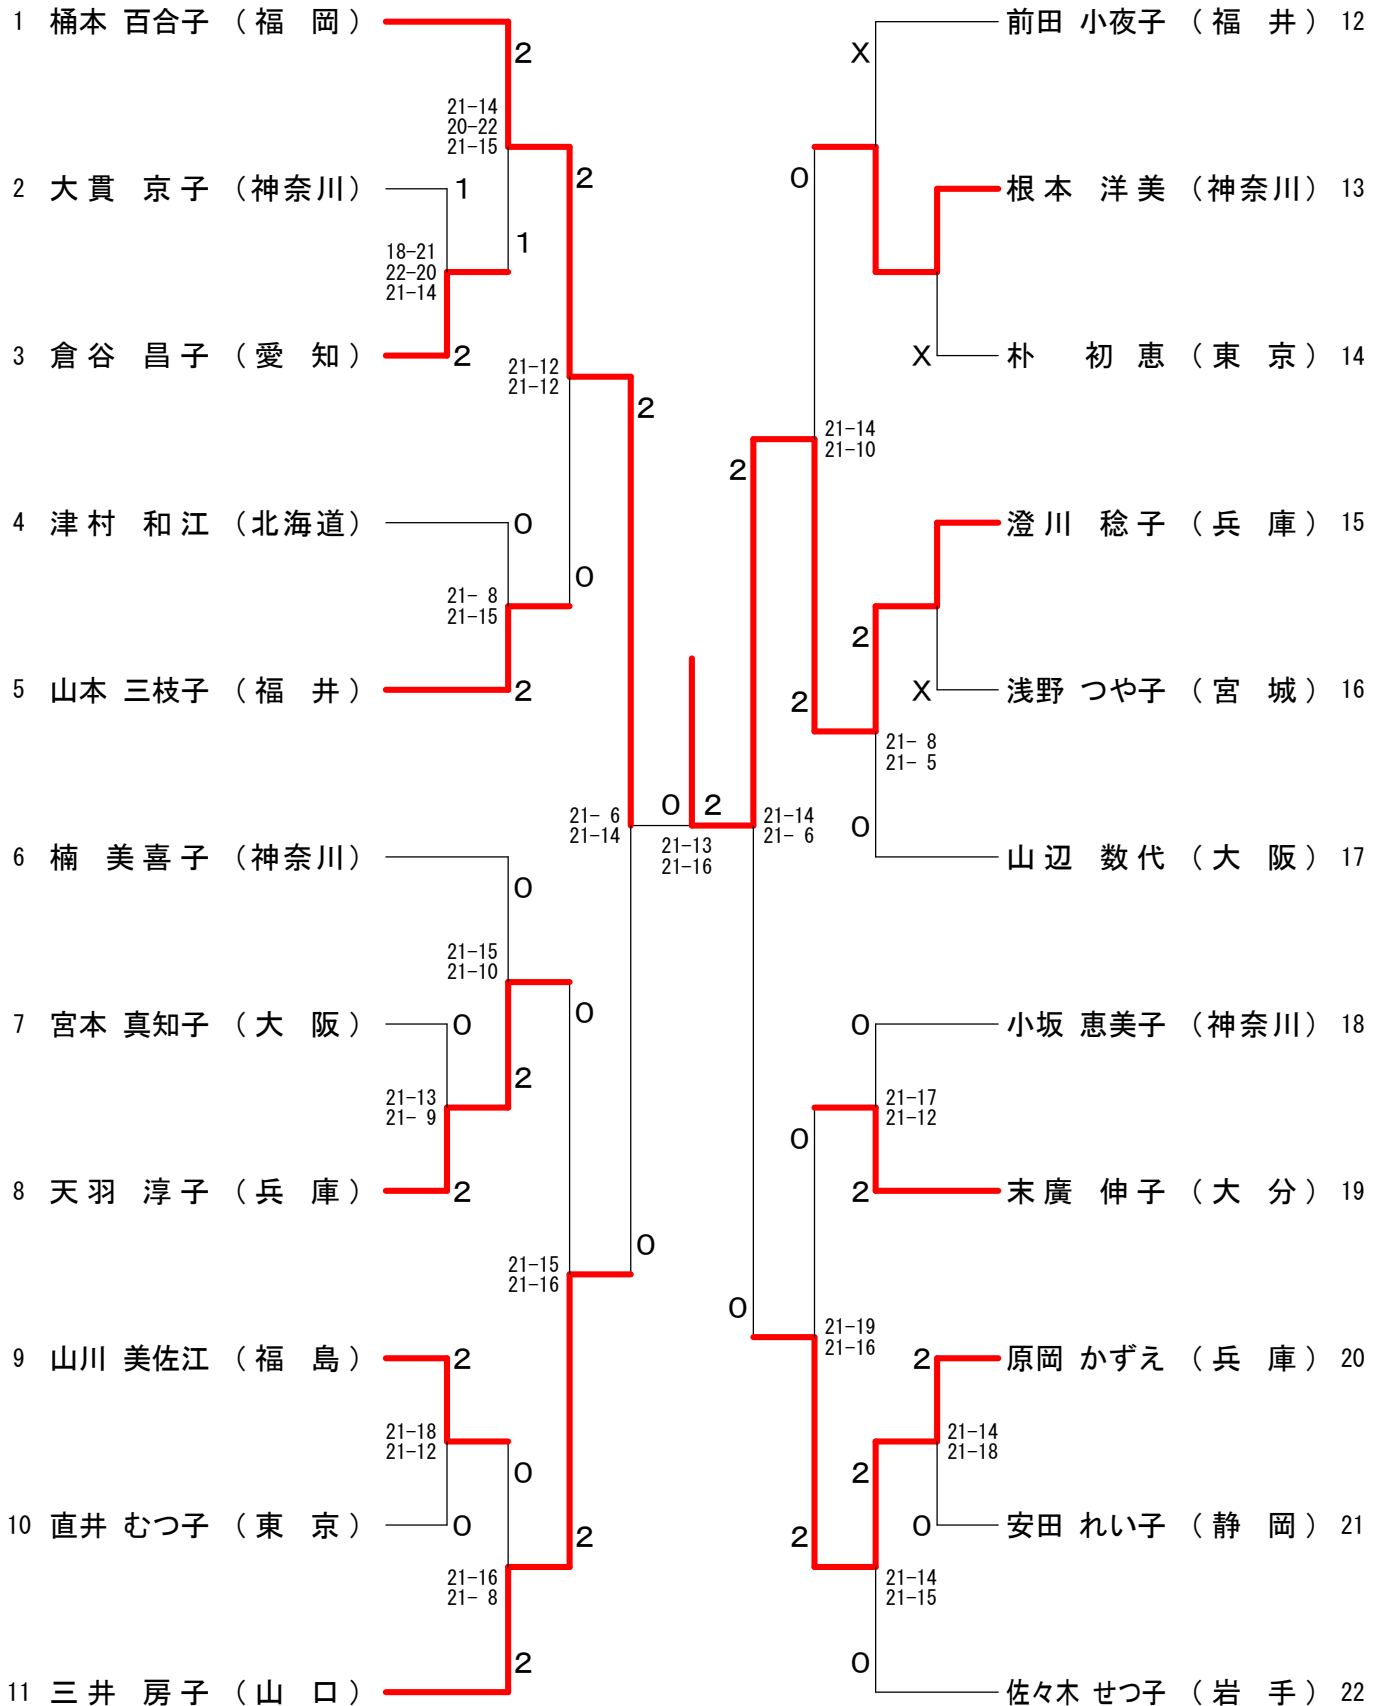 1 桶本 百合子 （ 福　岡 ）
2
21-14
20-22
21-15
2 大貫　京子 （神奈川）
1
2
18-21
22-20
21-14
1
3 倉谷　昌子 （ 愛　知 ）
2
21-12
21-12
2
4 津村　和江 （北海道）
0
0
21- 8
21-15
5 山本 三枝子 （ 福　井 ）
2
21- 6
21-14
6 楠　美喜子 （神奈川）
0
21-15
21-10
7 宮本 真知子 （ 大　阪 ）
0
0
2
21-13
21- 9
8 天羽　淳子 （ 兵　庫 ）
2
0
21-15
21-16
9 山川 美佐江 （ 福　島 ）
2
21-18
21-12
0
10 直井 むつ子 （ 東　京 ）
0
2
21-16
21- 8
11 三井　房子 （ 山　口 ）
2
0 2
21-13
21-16
前田 小夜子 （ 福　井 ） 12
X
0
根本　洋美 （神奈川） 13
朴　初恵 （ 東　京 ） 14
X
21-14
21-10
2
澄川　稔子 （ 兵　庫 ） 15
2
浅野 つや子 （ 宮　城 ） 16
X
2
21- 8
21- 5
21-14
21- 6
0
山辺　数代 （ 大　阪 ） 17
小坂 恵美子 （神奈川） 18
0
21-17
21-12
0
2
末廣　伸子 （ 大　分 ） 19
0
21-19
21-16
2
原岡 かずえ （ 兵　庫 ） 20
21-14
21-18
2
0
安田 れい子 （ 静　岡 ） 21
2
21-14
21-15
0
佐々木 せつ子 （ 岩　手 ） 22